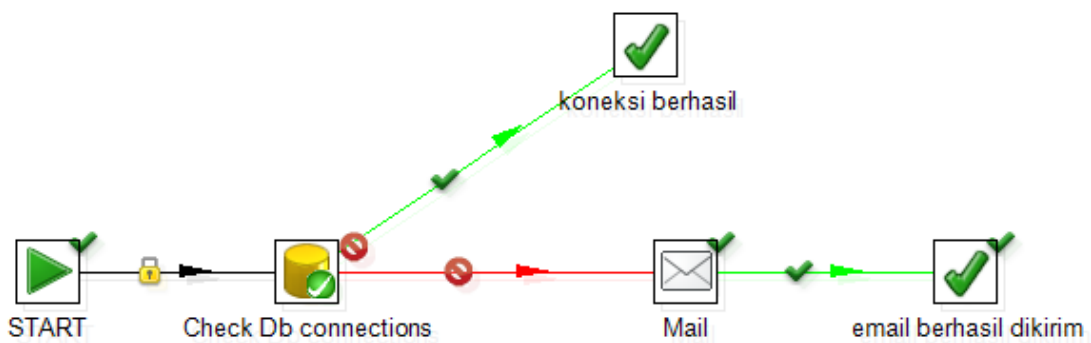 koneksi berhasil
START
Check Db connections
Mail
email berhasil dikirim